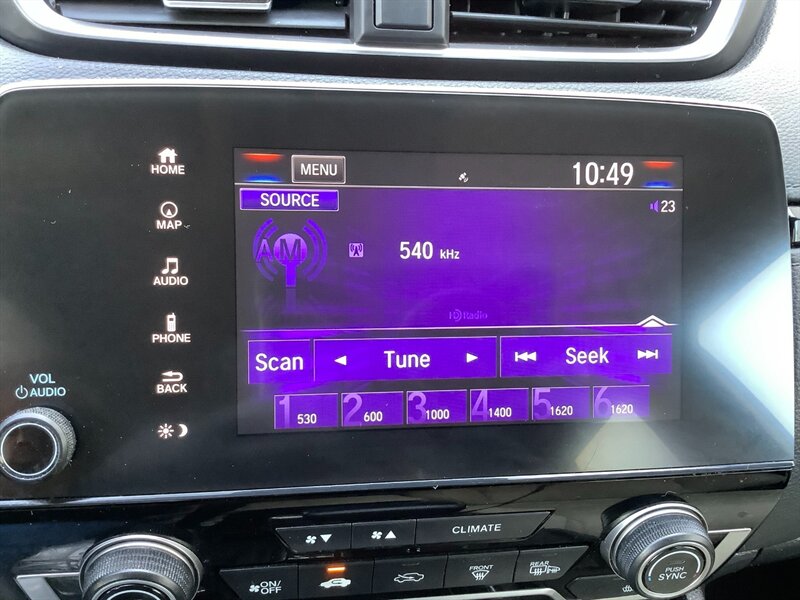 HOME
MENU
10:49
SOURCE
23
MAP
AM
540 kHz
AUDIO
HD Radio
PHONE
Scan
Tune
Seek
BACK
VOL
AUDIO
1 530
2 600
3 1000
4 1400
5 1620
6 1620
CLIMATE
ON/
OFF
FRONT
REAR
PUSH
SYNC